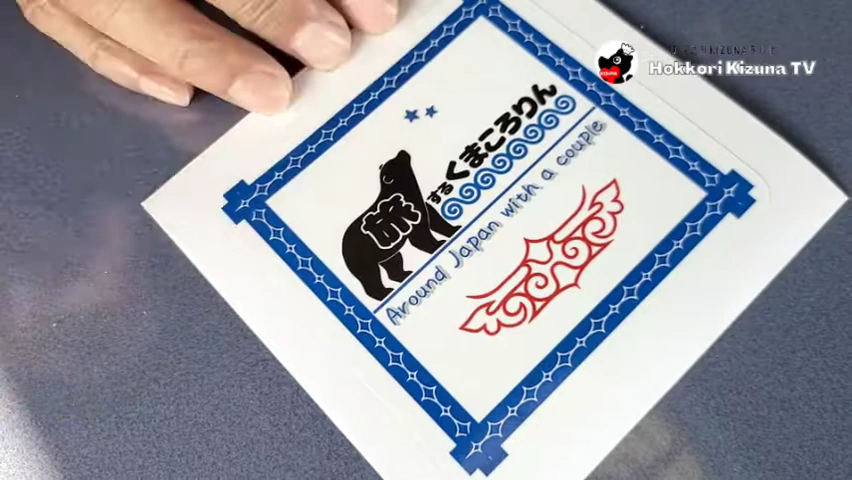 Hokkori Kizuna TV
旅
するくまころりん
Around Japan with a couple